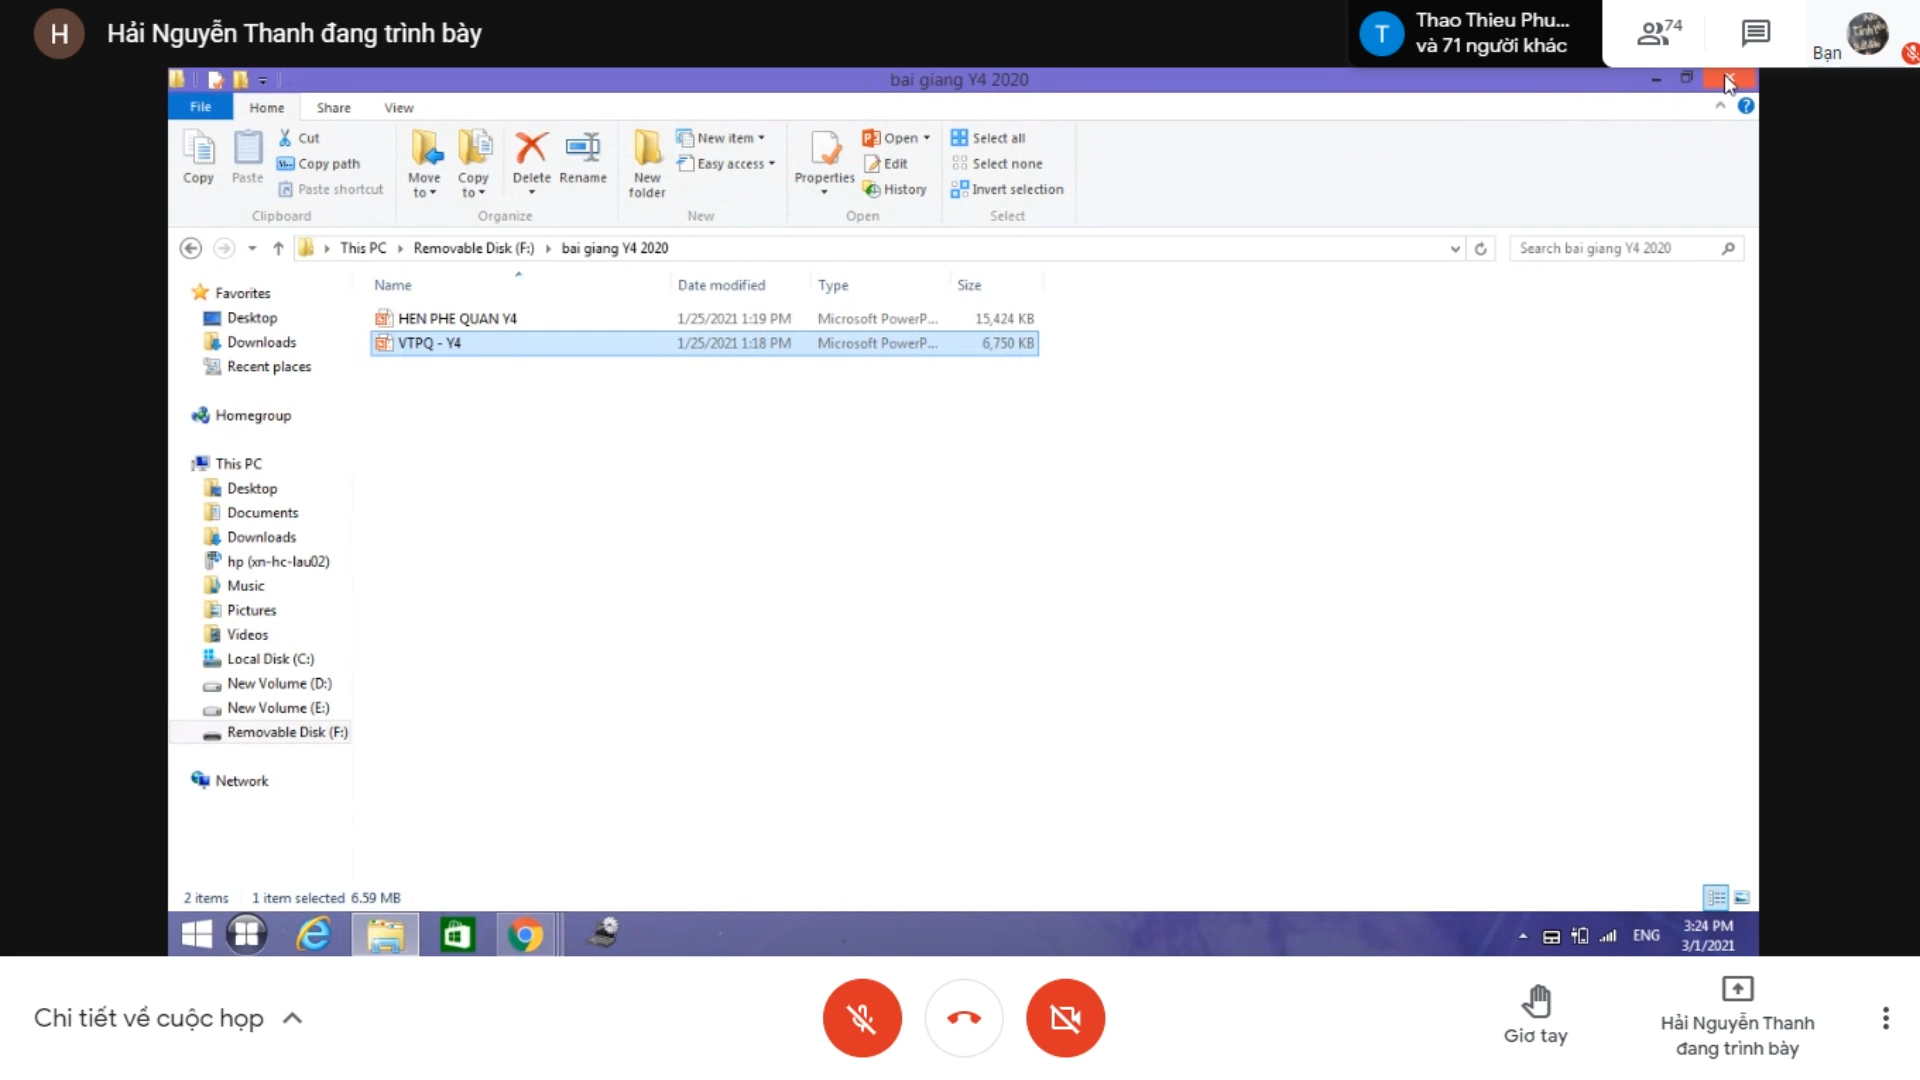 H
Hải Nguyễn Thanh đang trình bày
T
Thao Thieu Phu...
và 71 người khác
74
Bạn
bai giang Y4 2020
File
Home
Share
View
Copy
Paste
Cut
Copy path
Paste shortcut
Clipboard
Move
to
Copy
to
Delete
Rename
Organize
New
folder
New item
Easy access
New
Properties
Open
Edit
History
Open
Select all
Select none
Invert selection
Select
This PC
Removable Disk (F:)
bai giang Y4 2020
Search bai giang Y4 2020
Name
Date modified
Type
Size
HEN PHE QUAN Y4 1/25/2021 1:19 PM Microsoft PowerP... 15,424 KB
VTPQ - Y4 1/25/2021 1:18 PM Microsoft PowerP... 6,750 KB
Favorites
Desktop
Downloads
Recent places
Homegroup
This PC
Desktop
Documents
Downloads
hp (xn-hc-lau02)
Music
Pictures
Videos
Local Disk (C:)
New Volume (D:)
New Volume (E:)
Removable Disk (F:)
Network
2 items 1 item selected 6.59 MB
ENG
3:24 PM
3/1/2021
Chi tiết về cuộc họp
Giơ tay
Hải Nguyễn Thanh
đang trình bày